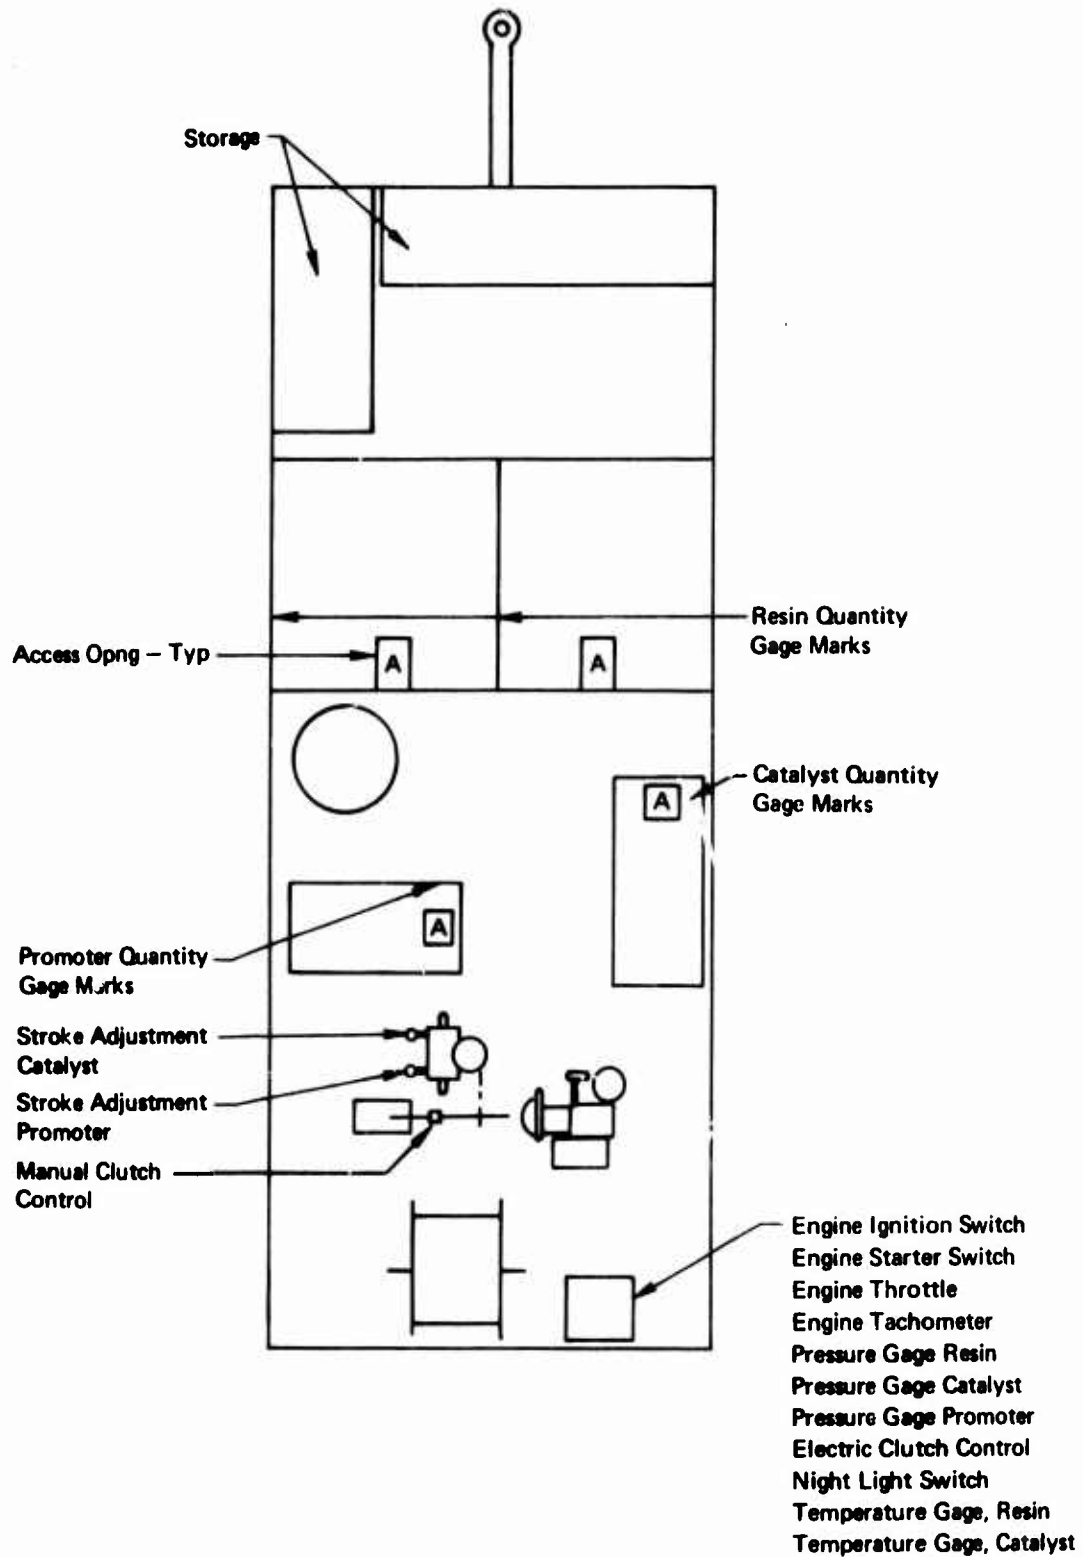 Storage
Resin Quantity
Gage Marks
Access Opng – Typ
A
A
Catalyst Quantity
Gage Marks
A
A
Promoter Quantity
Gage Marks
Stroke Adjustment
Catalyst
Stroke Adjustment
Promoter
Manual Clutch
Control
Engine Ignition Switch
Engine Starter Switch
Engine Throttle
Engine Tachometer
Pressure Gage Resin
Pressure Gage Catalyst
Pressure Gage Promoter
Electric Clutch Control
Night Light Switch
Temperature Gage, Resin
Temperature Gage, Catalyst